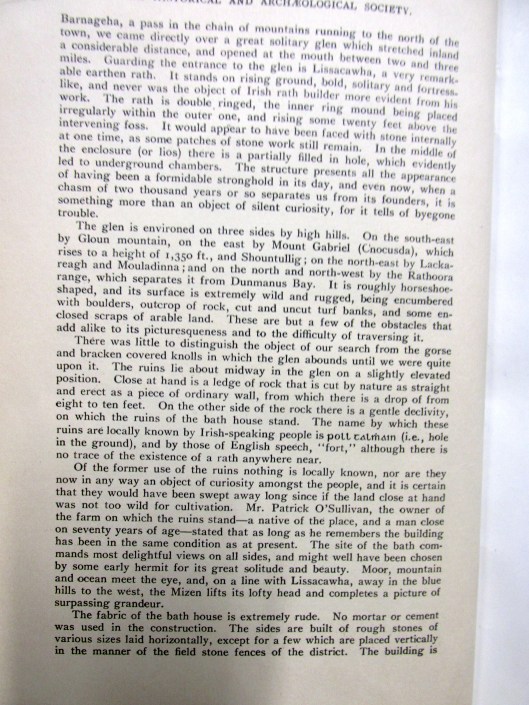 HISTORICAL AND ARCHÆOLOGICAL SOCIETY.
Barnageha, a pass in the chain of mountains running to the north of the
town, we came directly over a great solitary glen which stretched inland
a considerable distance, and opened at the mouth between two and three
miles. Guarding the entrance to the glen is Lissacawha, a very remark-
able earthen rath. It stands on rising ground, bold, solitary and fortress-
like, and never was the object of Irish rath builder more evident from his
work. The rath is double ringed, the inner ring mound being placed
irregularly within the outer one, and rising some twenty feet above the
intervening foss. It would appear to have been faced with stone internally
at one time, as some patches of stone work still remain. In the middle of
the enclosure (or lios) there is a partially filled in hole, which evidently
led to underground chambers. The structure presents all the appearance
of having been a formidable stronghold in its day, and even now, when a
chasm of two thousand years or so separates us from its founders, it is
something more than an object of silent curiosity, for it tells of byegone
trouble.
The glen is environed on three sides by high hills. On the south-east
by Gloun mountain, on the east by Mount Gabriel (Cnocusda), which
rises to a height of 1,350 ft., and Shountullig; on the north-east by Lacka-
reagh and Mouladinna; and on the north and north-west by the Rathoora
range, which separates it from Dunmanus Bay. It is roughly horseshoe-
shaped, and its surface is extremely wild and rugged, being encumbered
with boulders, outcrop of rock, cut and uncut turf banks, and some en-
closed scraps of arable land. These are but a few of the obstacles that
add alike to its picturesqueness and to the difficulty of traversing it.
There was little to distinguish the object of our search from the gorse
and bracken covered knolls in which the glen abounds until we were quite
upon it. The ruins lie about midway in the glen on a slightly elevated
position. Close at hand is a ledge of rock that is cut by nature as straight
and erect as a piece of ordinary wall, from which there is a drop of from
eight to ten feet. On the other side of the rock there is a gentle declivity,
on which the ruins of the bath house stand. The name by which these
ruins are locally known by Irish-speaking people is poll talmain (i.e., hole
in the ground), and by those of English speech, "fort," although there is
no trace of the existence of a rath anywhere near.
Of the former use of the ruins nothing is locally known, nor are they
now in any way an object of curiosity amongst the people, and it is certain
that they would have been swept away long since if the land close at hand
was not too wild for cultivation. Mr. Patrick O'Sullivan, the owner of
the farm on which the ruins stand—a native of the place, and a man close
on seventy years of age—stated that as long as he remembers the building
has been in the same condition as at present. The site of the bath com-
mands most delightful views on all sides, and might well have been chosen
by some early hermit for its great solitude and beauty. Moor, mountain
and ocean meet the eye, and, on a line with Lissacawha, away in the blue
hills to the west, the Mizen lifts its lofty head and completes a picture of
surpassing grandeur.
The fabric of the bath house is extremely rude. No mortar or cement
was used in the construction. The sides are built of rough stones of
various sizes laid horizontally, except for a few which are placed vertically
in the manner of the field stone fences of the district. The building is